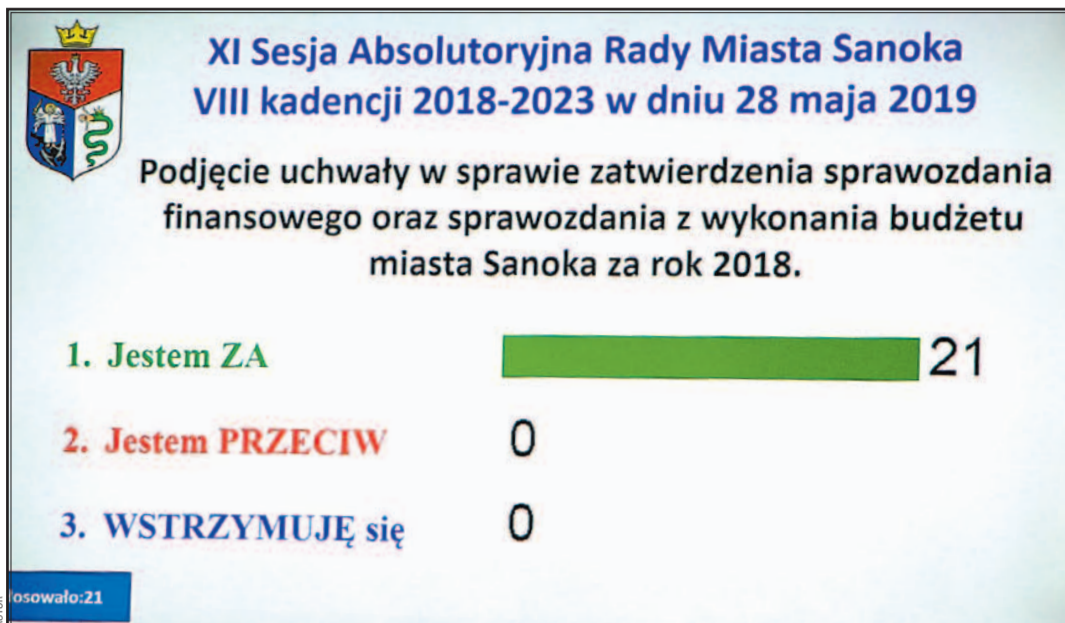 XI Sesja Absolutoryjna Rady Miasta Sanoka
VIII kadencji 2018-2023 w dniu 28 maja 2019
Podjęcie uchwały w sprawie zatwierdzenia sprawozdania
finansowego oraz sprawozdania z wykonania budżetu
miasta Sanoka za rok 2018.
1. Jestem ZA 21
2. Jestem PRZECIW 0
3. WSTRZYMUJĘ się 0
łosowało:21